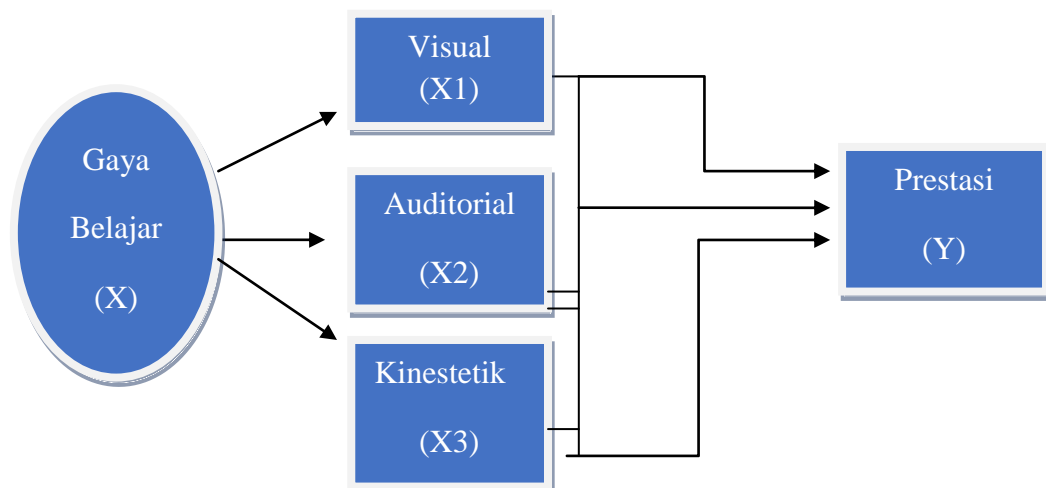 Gaya
Belajar
(X)
Visual
(X1)
Auditorial
(X2)
Kinestetik
(X3)
Prestasi
(Y)